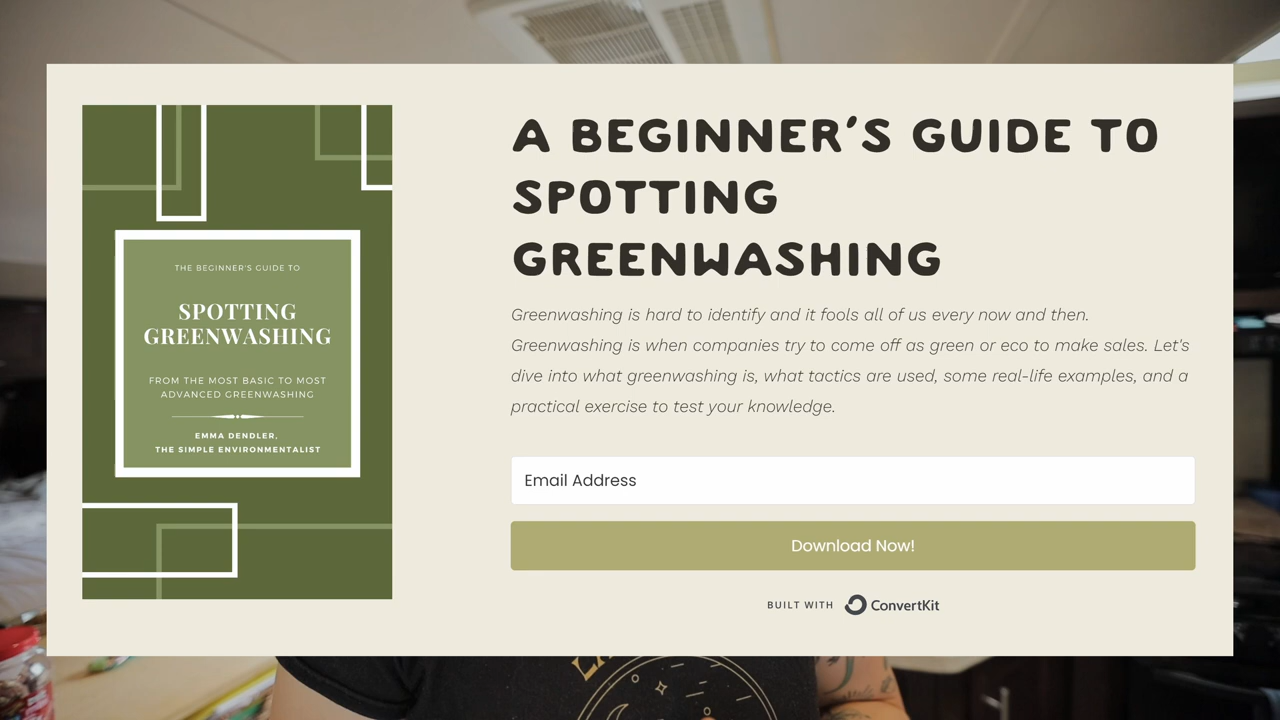 THE BEGINNER'S GUIDE TO
SPOTTING
GREENWASHING
FROM THE MOST BASIC TO MOST
ADVANCED GREENWASHING
EMMA DENDLER,
THE SIMPLE ENVIRONMENTALIST
A BEGINNER'S GUIDE TO
SPOTTING
GREENWASHING
Greenwashing is hard to identify and it fools all of us every now and then.
Greenwashing is when companies try to come off as green or eco to make sales. Let's
dive into what greenwashing is, what tactics are used, some real-life examples, and a
practical exercise to test your knowledge.
Email Address
Download Now!
BUILT WITH ConvertKit